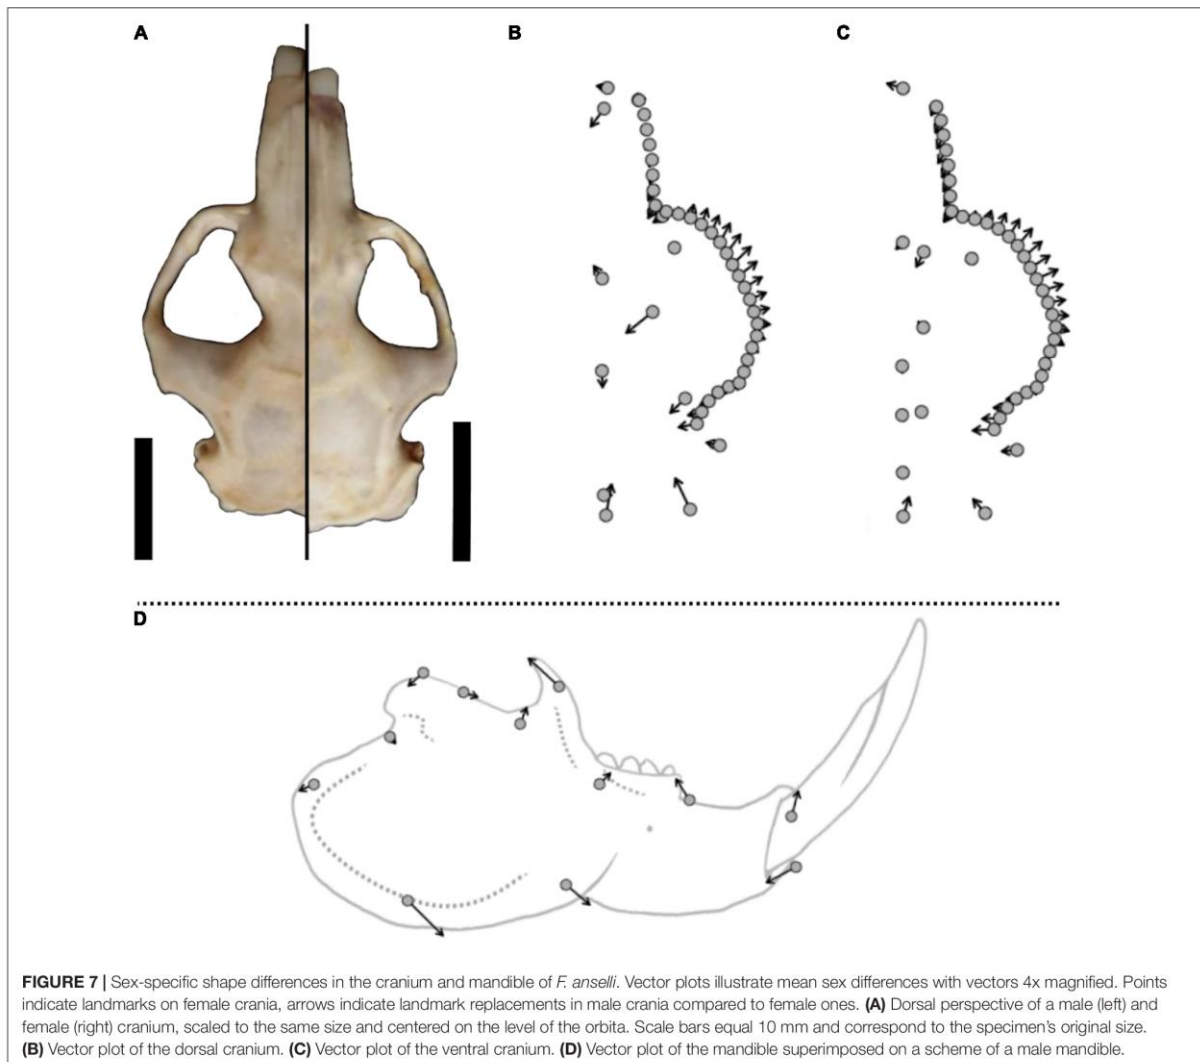 A
B
C
D
FIGURE 7 | Sex-specific shape differences in the cranium and mandible of F. anselli. Vector plots illustrate mean sex differences with vectors 4x magnified. Points
indicate landmarks on female crania, arrows indicate landmark replacements in male crania compared to female ones. (A) Dorsal perspective of a male (left) and
female (right) cranium, scaled to the same size and centered on the level of the orbita. Scale bars equal 10 mm and correspond to the specimen's original size.
(B) Vector plot of the dorsal cranium. (C) Vector plot of the ventral cranium. (D) Vector plot of the mandible superimposed on a scheme of a male mandible.